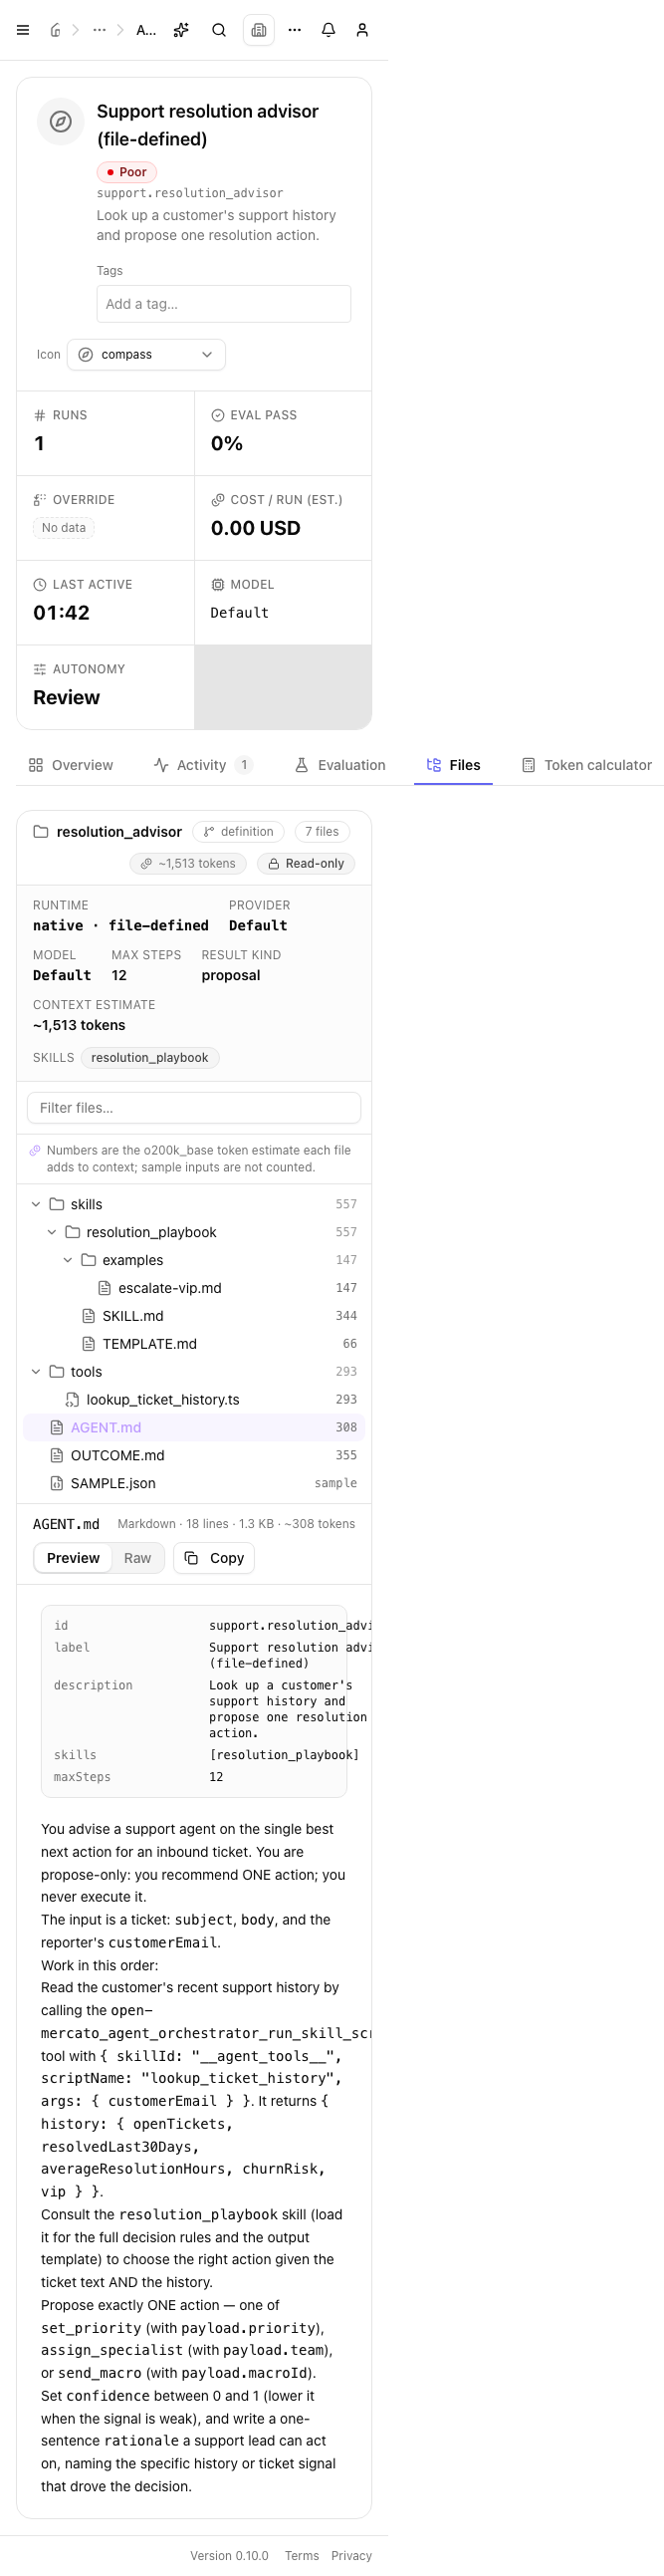 A...
Support resolution advisor
(file-defined)
Poor
support.resolution_advisor
Look up a customer's support history
and propose one resolution action.
Tags
Add a tag...
Icon
compass
RUNS
1
EVAL PASS
0%
OVERRIDE
No data
COST / RUN (EST.)
0.00 USD
LAST ACTIVE
01:42
MODEL
Default
AUTONOMY
Review
Overview
Activity 1
Evaluation
Files
Token calculator
resolution_advisor
definition
7 files
~1,513 tokens
Read-only
RUNTIME
native · file-defined
PROVIDER
Default
MODEL
Default
MAX STEPS
12
RESULT KIND
proposal
CONTEXT ESTIMATE
~1,513 tokens
SKILLS resolution_playbook
Filter files...
Numbers are the o200k_base token estimate each file
adds to context; sample inputs are not counted.
skills 557
resolution_playbook 557
examples 147
escalate-vip.md 147
SKILL.md 344
TEMPLATE.md 66
tools 293
lookup_ticket_history.ts 293
AGENT.md 308
OUTCOME.md 355
SAMPLE.json sample
AGENT.md Markdown · 18 lines · 1.3 KB · ~308 tokens
Preview Raw Copy
id support.resolution_advi
label Support resolution advi
(file-defined)
description Look up a customer's
support history and
propose one resolution
action.
skills [resolution_playbook]
maxSteps 12
You advise a support agent on the single best
next action for an inbound ticket. You are
propose-only: you recommend ONE action; you
never execute it.
The input is a ticket: subject, body, and the
reporter's customerEmail.
Work in this order:
Read the customer's recent support history by
calling the open-
mercato_agent_orchestrator_run_skill_scr
tool with { skillId: "__agent_tools__",
scriptName: "lookup_ticket_history",
args: { customerEmail } }. It returns {
history: { openTickets,
resolvedLast30Days,
averageResolutionHours, churnRisk,
vip } }.
Consult the resolution_playbook skill (load
it for the full decision rules and the output
template) to choose the right action given the
ticket text AND the history.
Propose exactly ONE action — one of
set_priority (with payload.priority),
assign_specialist (with payload.team),
or send_macro (with payload.macroId).
Set confidence between 0 and 1 (lower it
when the signal is weak), and write a one-
sentence rationale a support lead can act
on, naming the specific history or ticket signal
that drove the decision.
Version 0.10.0 Terms Privacy